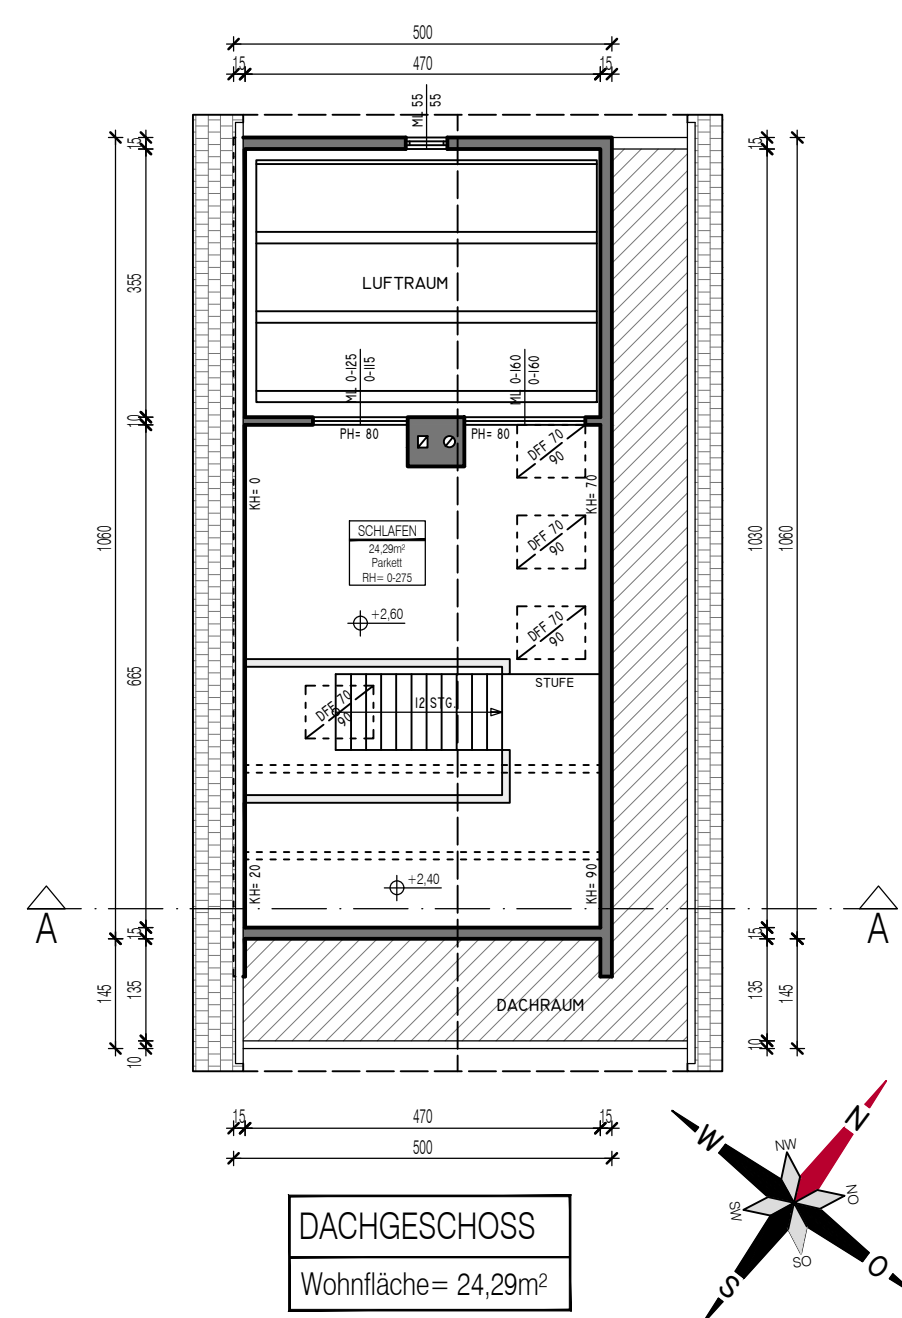 500
15 470 15
ML 55
55
15
15
355
LUFTRAUM
ML 0-125
0-115
ML 0-160
0-160
10
PH= 80
PH= 80
DFF 70
90
KH= 0
KH= 70
SCHLAFEN
24,29m²
Parkett
RH= 0-275
DFF 70
90
1060
1030
1060
+2,60
DFF 70
90
665
STUFE
DFF 70
90
12 STG.
KH= 20
KH= 90
+2,40
A
A
15
15
145
135
135
145
DACHRAUM
10
10
15 470 15
500
N
NW
W
NO
SW
SO
O
S
DACHGESCHOSS
Wohnfläche= 24,29m²